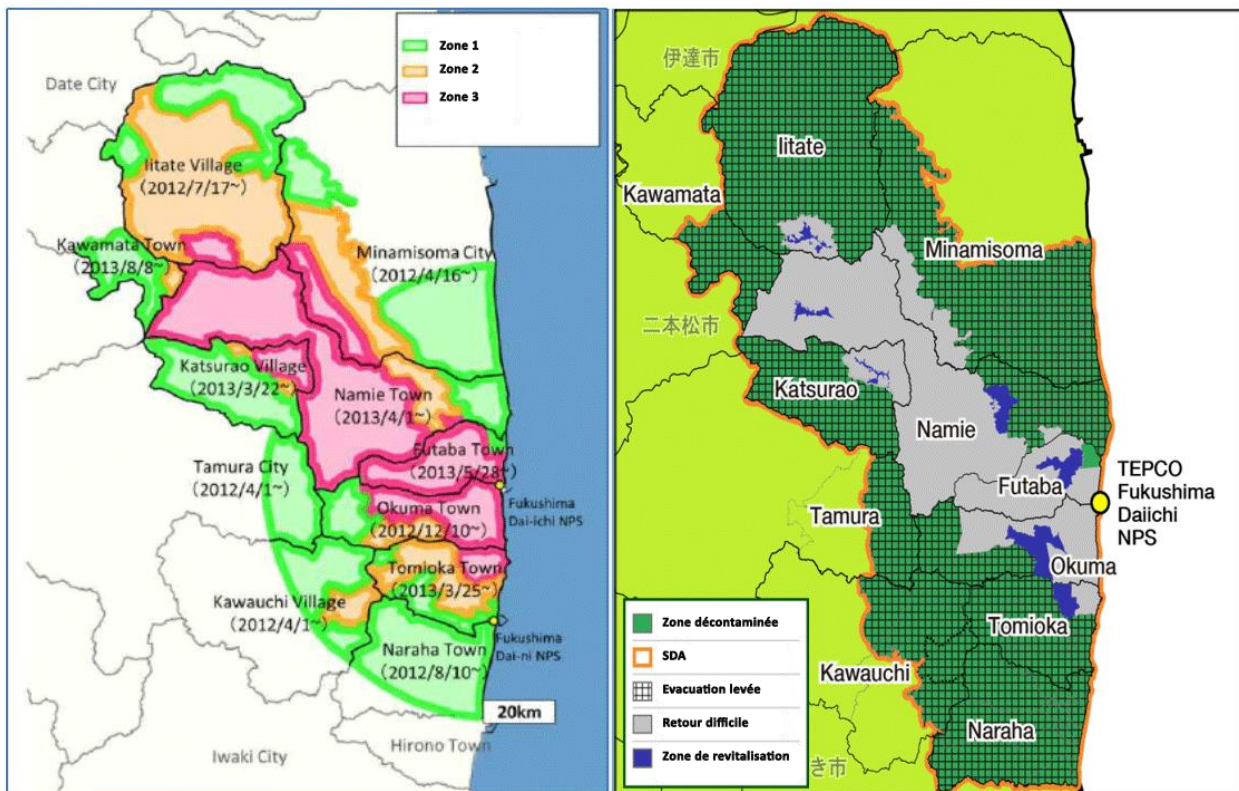 Zone 1
Zone 2
Zone 3
Date City
Iitate Village
(2012/7/17~)
Kawamata Town
(2013/8/8~)
Minamisoma City
(2012/4/16~)
Katsurao Village
(2013/3/22~)
Namie Town
(2013/4/1~)
Futaba Town
(2013/5/28~)
Tamura City
(2012/4/1~)
Okuma Town
(2012/12/10~)
Fukushima
Dai-ichi NPS
Tomioka Town
(2013/3/25~)
Kawauchi Village
(2012/4/1~)
Naraha Town
(2012/8/10~)
Fukushima
Dai-ni NPS
20km
Iwaki City
Hirono Town
伊達市
Iitate
Kawamata
Minamisoma
二本松市
Katsurao
Namie
Futaba
TEPCO
Fukushima
Daiichi
NPS
Tamura
Okuma
Tomioka
Kawauchi
Naraha
き市
Zone décontaminée
SDA
Evacuation levée
Retour difficile
Zone de revitalisation